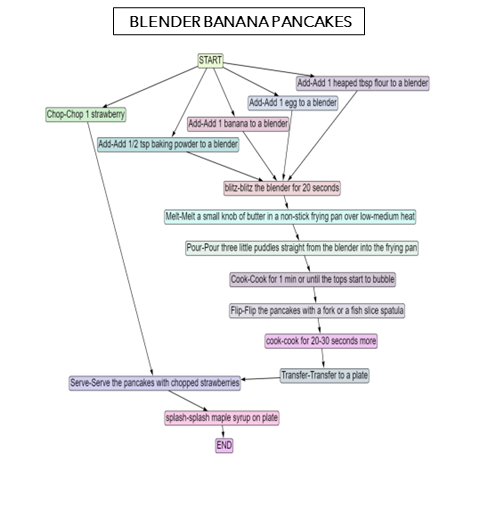 BLENDER BANANA PANCAKES
START
Add-Add 1 heaped tbsp flour to a blender
Add-Add 1 egg to a blender
Chop-Chop 1 strawberry
Add-Add 1 banana to a blender
Add-Add 1/2 tsp baking powder to a blender
blitz-blitz the blender for 20 seconds
Melt-Melt a small knob of butter in a non-stick frying pan over low-medium heat
Pour-Pour three little puddles straight from the blender into the frying pan
Cook-Cook for 1 min or until the tops start to bubble
Flip-Flip the pancakes with a fork or a fish slice spatula
cook-cook for 20-30 seconds more
Transfer-Transfer to a plate
Serve-Serve the pancakes with chopped strawberries
splash-splash maple syrup on plate
END